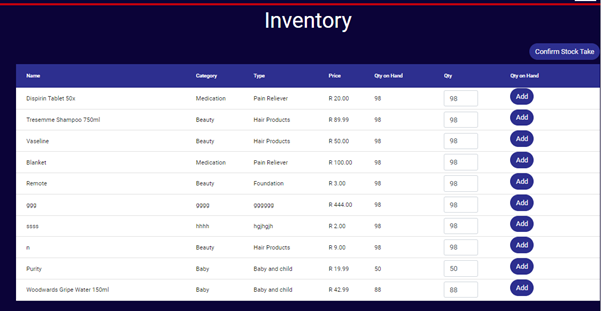 Inventory
Confirm Stock Take
Name Category Type Price Qty on Hand Qty Qty on Hand
Dispirin Tablet 50x Medication Pain Reliever R 20.00 98 98 Add
Tresemme Shampoo 750ml Beauty Hair Products R 89.99 98 98 Add
Vaseline Beauty Hair Products R 50.00 98 98 Add
Blanket Medication Pain Reliever R 100.00 98 98 Add
Remote Beauty Foundation R 3.00 98 98 Add
ggg gggg gggggg R 444.00 98 98 Add
ssss hhhh hgjhgjh R 2.00 98 98 Add
n Beauty Hair Products R 9.00 98 98 Add
Purity Baby Baby and child R 19.99 50 50 Add
Woodwards Gripe Water 150ml Baby Baby and child R 42.99 88 88 Add